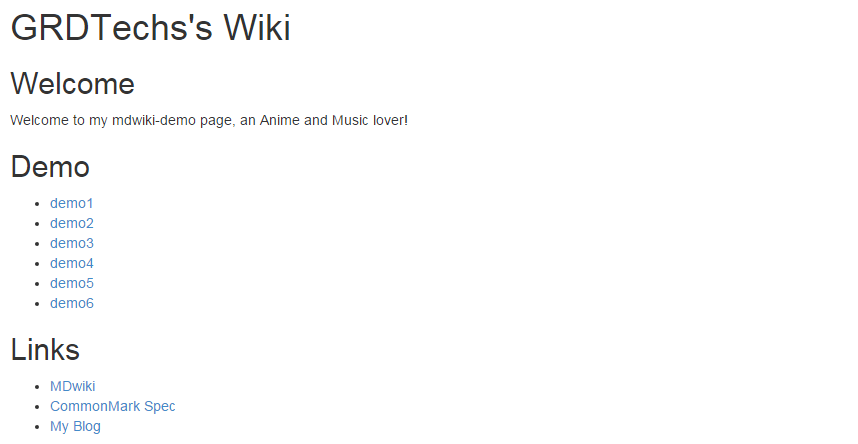 GRDTechs's Wiki
Welcome
Welcome to my mdwiki-demo page, an Anime and Music lover!
Demo
demo1
demo2
demo3
demo4
demo5
demo6
Links
MDwiki
CommonMark Spec
My Blog